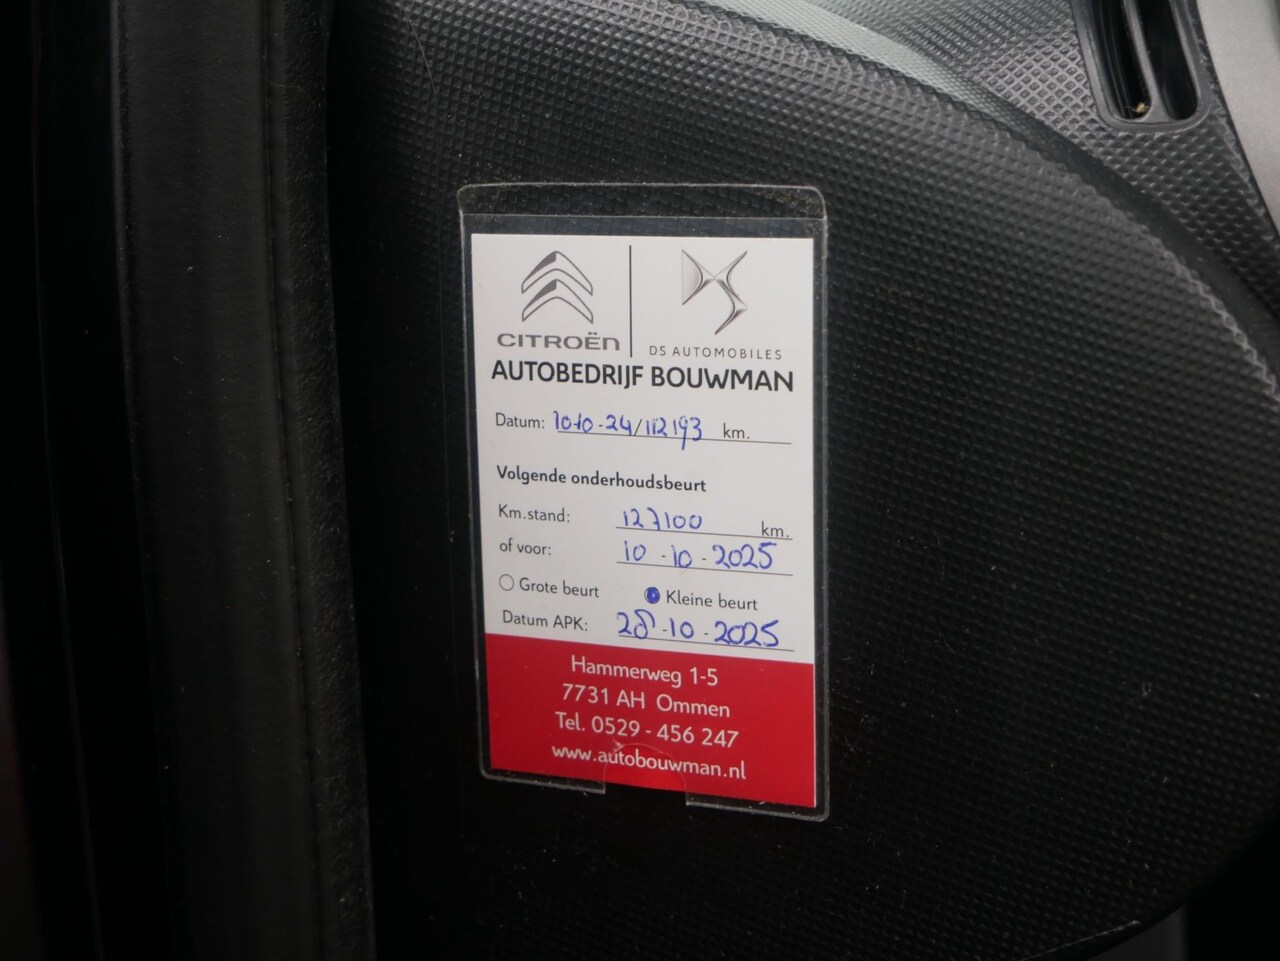 CITROËN
DS AUTOMOBILES
AUTOBEDRIJF BOUWMAN
Datum: 10-10-24/112193 km.
Volgende onderhoudsbeurt
Km.stand: 127100 km.
of voor: 10-10-2025
Grote beurt Kleine beurt
Datum APK: 28-10-2025
Hammerweg 1-5
7731 AH Ommen
Tel. 0529 - 456 247
www.autobouwman.nl